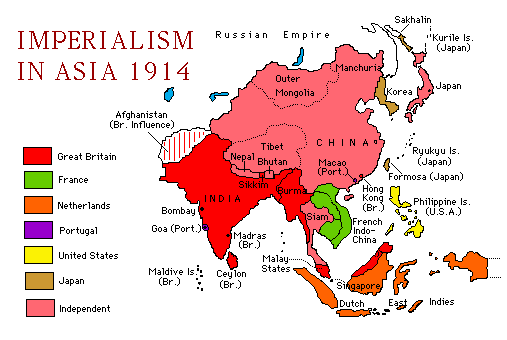 IMPERIALISM
IN ASIA 1914
Russian Empire
Sakhalin
Kurile Is.
(Japan)
Manchuria
Outer
Mongolia
Korea
Japan
Afghanistan
(Br. Influence)
CHINA
Tibet
Nepal
Bhutan
Macao
(Port.)
Ryukyu Is.
(Japan)
Formosa (Japan)
Sikkim
Burma
INDIA
Hong
Kong
(Br.)
Philippine Is.
(U.S.A.)
Bombay
Siam
French
Indo-
China
Goa (Port.)
Madras
(Br.)
Malay
States
Maldive Is.
(Br.)
Ceylon
(Br.)
Singapore
Dutch East Indies
Great Britain
France
Netherlands
Portugal
United States
Japan
Independent